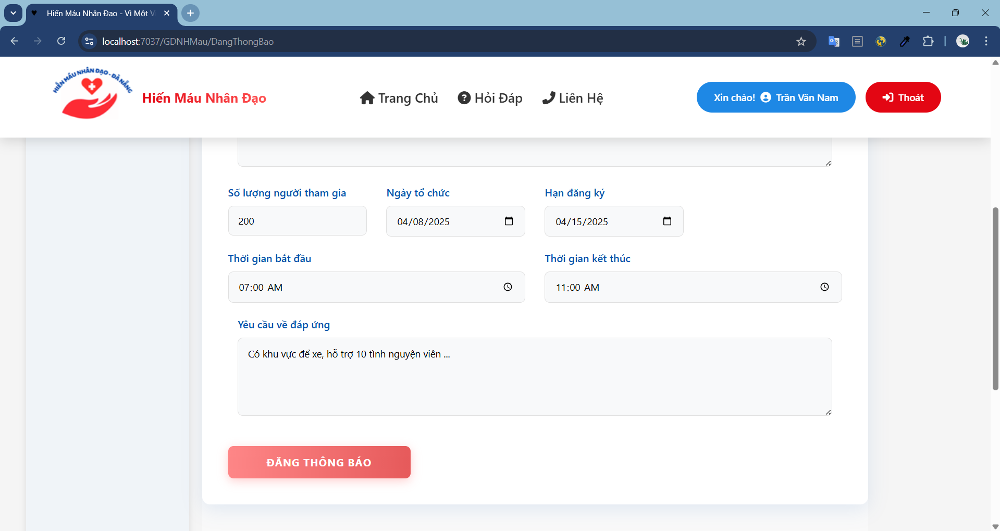 Hiến Máu Nhân Đạo - Vì Một V
localhost:7037/GDNHMau/DangThongBao
HIẾN MÁU NHÂN ĐẠO - ĐÀ NẴNG
Hiến Máu Nhân Đạo
Trang Chủ
Hỏi Đáp
Liên Hệ
Xin chào! Trần Văn Nam
Thoát
Số lượng người tham gia
Ngày tổ chức
Hạn đăng ký
200
04/08/2025
04/15/2025
Thời gian bắt đầu
Thời gian kết thúc
07:00 AM
11:00 AM
Yêu cầu về đáp ứng
Có khu vực để xe, hỗ trợ 10 tình nguyện viên ...
ĐĂNG THÔNG BÁO